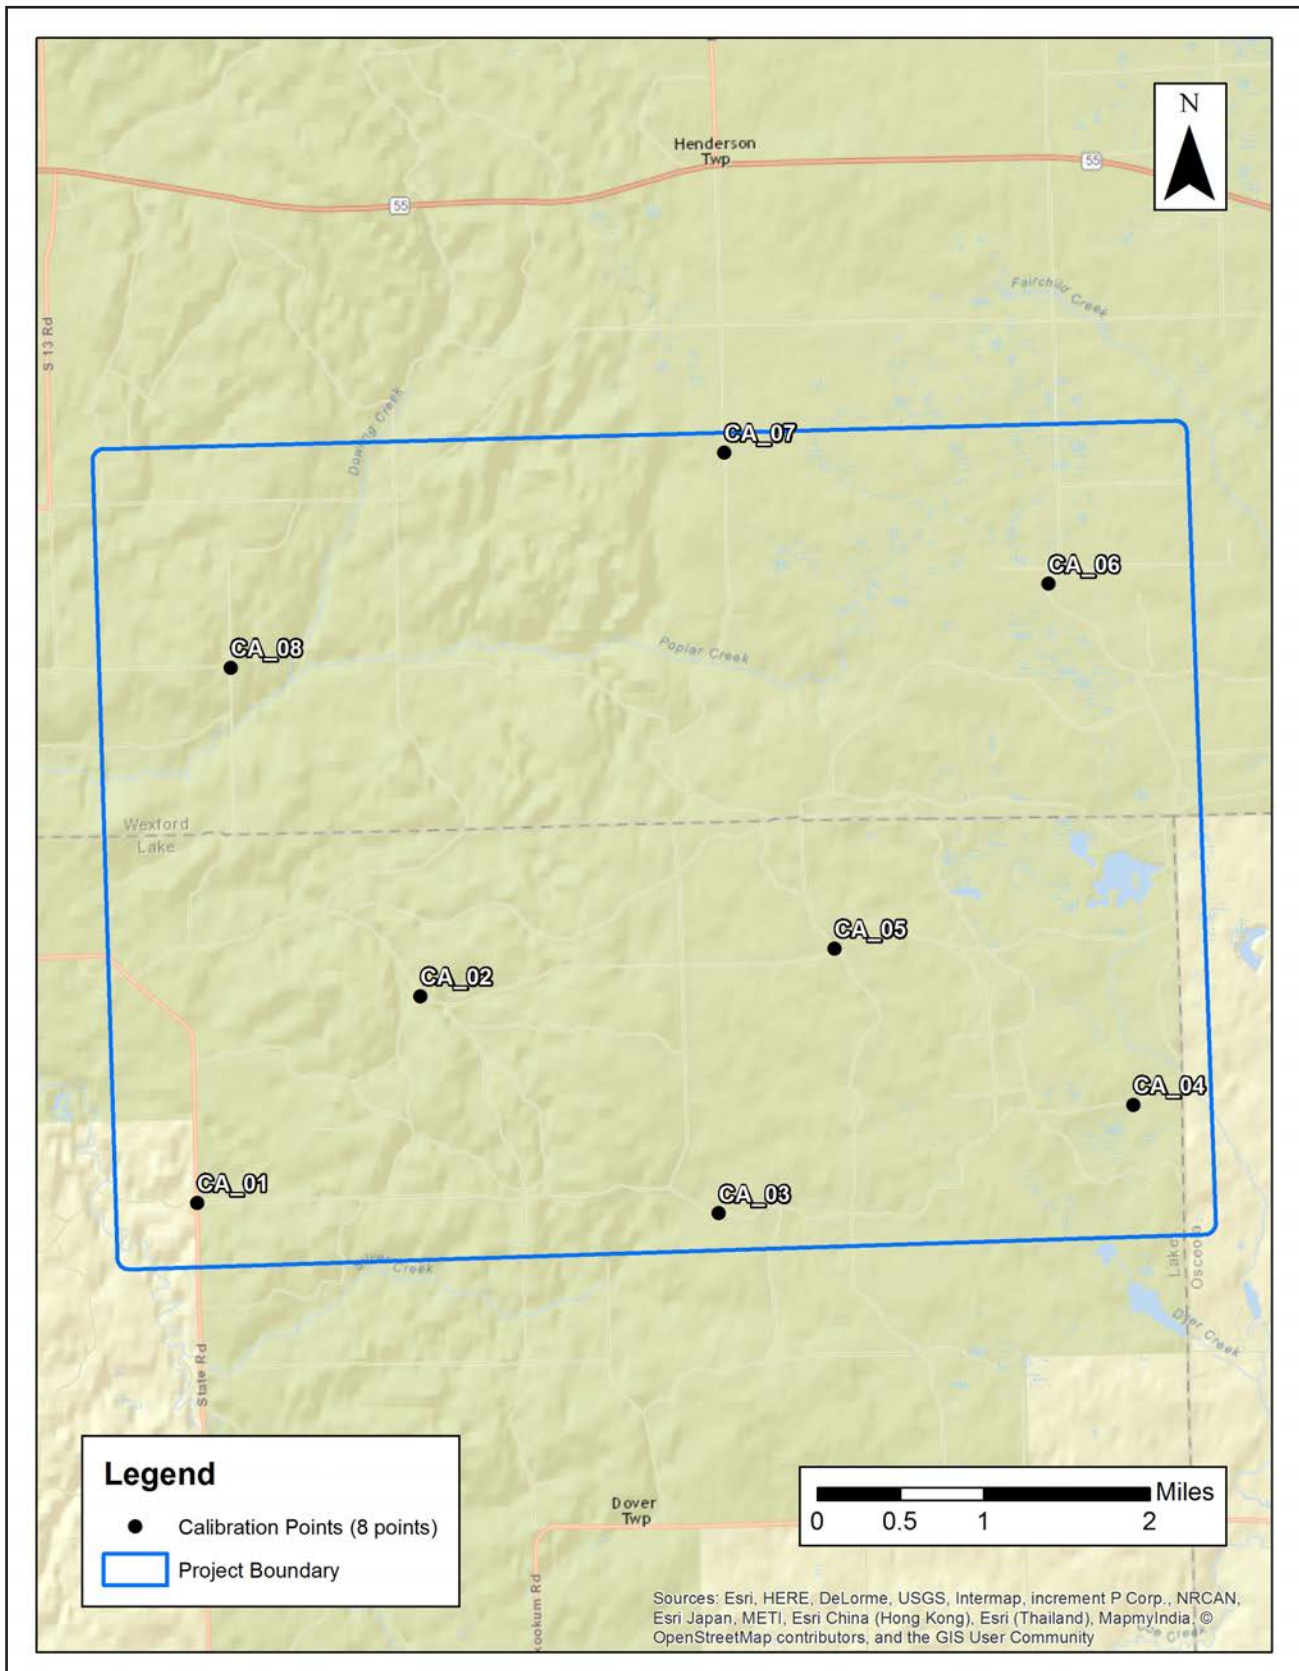 N
Henderson
Twp
55
55
Fairchild Creek
S 13 Rd
Dowling Creek
CA_07
CA_06
CA_08
Poplar Creek
Wexford
Lake
CA_05
CA_02
CA_04
CA_01
CA_03
Silver Creek
Lake
Osceola
Dyer Creek
State Rd
Legend
Calibration Points (8 points)
Project Boundary
Dover
Twp
Miles
0 0.5 1 2
Sources: Esri, HERE, DeLorme, USGS, Intermap, increment P Corp., NRCAN,
Esri Japan, METI, Esri China (Hong Kong), Esri (Thailand), MapmyIndia, ©
OpenStreetMap contributors, and the GIS User Community